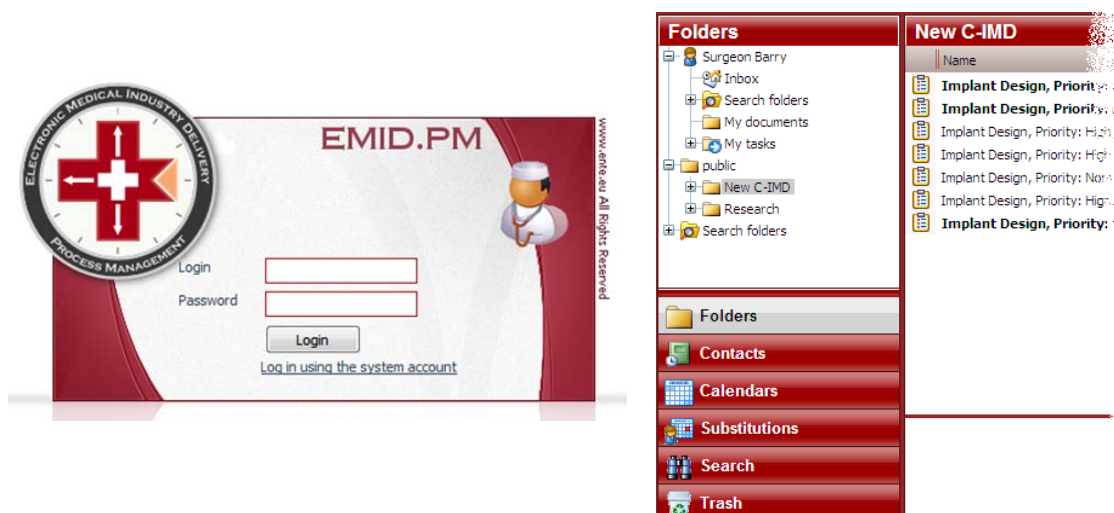 ELECTRONIC MEDICAL INDUSTRY DELIVERY
PROCESS MANAGEMENT
EMID.PM
www.ente.eu All Rights Reserved
Login
Password
Login
Log in using the system account
Folders
Surgeon Barry
Inbox
Search folders
My documents
My tasks
public
New C-IMD
Research
Search folders
Folders
Contacts
Calendars
Substitutions
Search
Trash
New C-IMD
Name
Implant Design, Priority:
Implant Design, Priority:
Implant Design, Priority: High
Implant Design, Priority: High
Implant Design, Priority:
Implant Design, Priority: High
Implant Design, Priority: